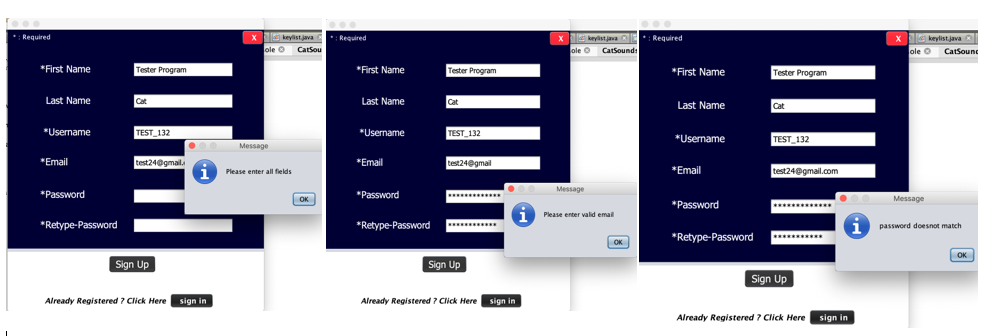 * : Required
X
keylist.java
ole
CatSounds
*First Name
Tester Program
Last Name
Cat
*Username
TEST_132
*Email
test24@gmail.c
*Password
*Retype-Password
Message
Please enter all fields
OK
Sign Up
Already Registered ? Click Here
sign in
* : Required
X
keylist.java
ole
CatSounds
*First Name
Tester Program
Last Name
Cat
*Username
TEST_132
*Email
test24@gmail
*Password
*************
*Retype-Password
************
Message
Please enter valid email
OK
Sign Up
Already Registered ? Click Here
sign in
* : Required
X
keylist.java
ole
CatSounds
*First Name
Tester Program
Last Name
Cat
*Username
TEST_132
*Email
test24@gmail.com
*Password
*************
*Retype-Password
***********
Message
password doesnot match
OK
Sign Up
Already Registered ? Click Here
sign in